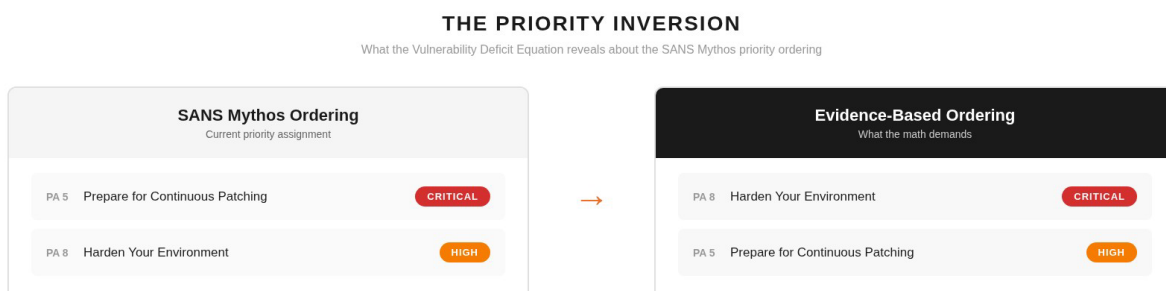 THE PRIORITY INVERSION
What the Vulnerability Deficit Equation reveals about the SANS Mythos priority ordering
SANS Mythos Ordering
Current priority assignment
PA 5 Prepare for Continuous Patching CRITICAL
PA 8 Harden Your Environment HIGH
→
Evidence-Based Ordering
What the math demands
PA 8 Harden Your Environment CRITICAL
PA 5 Prepare for Continuous Patching HIGH